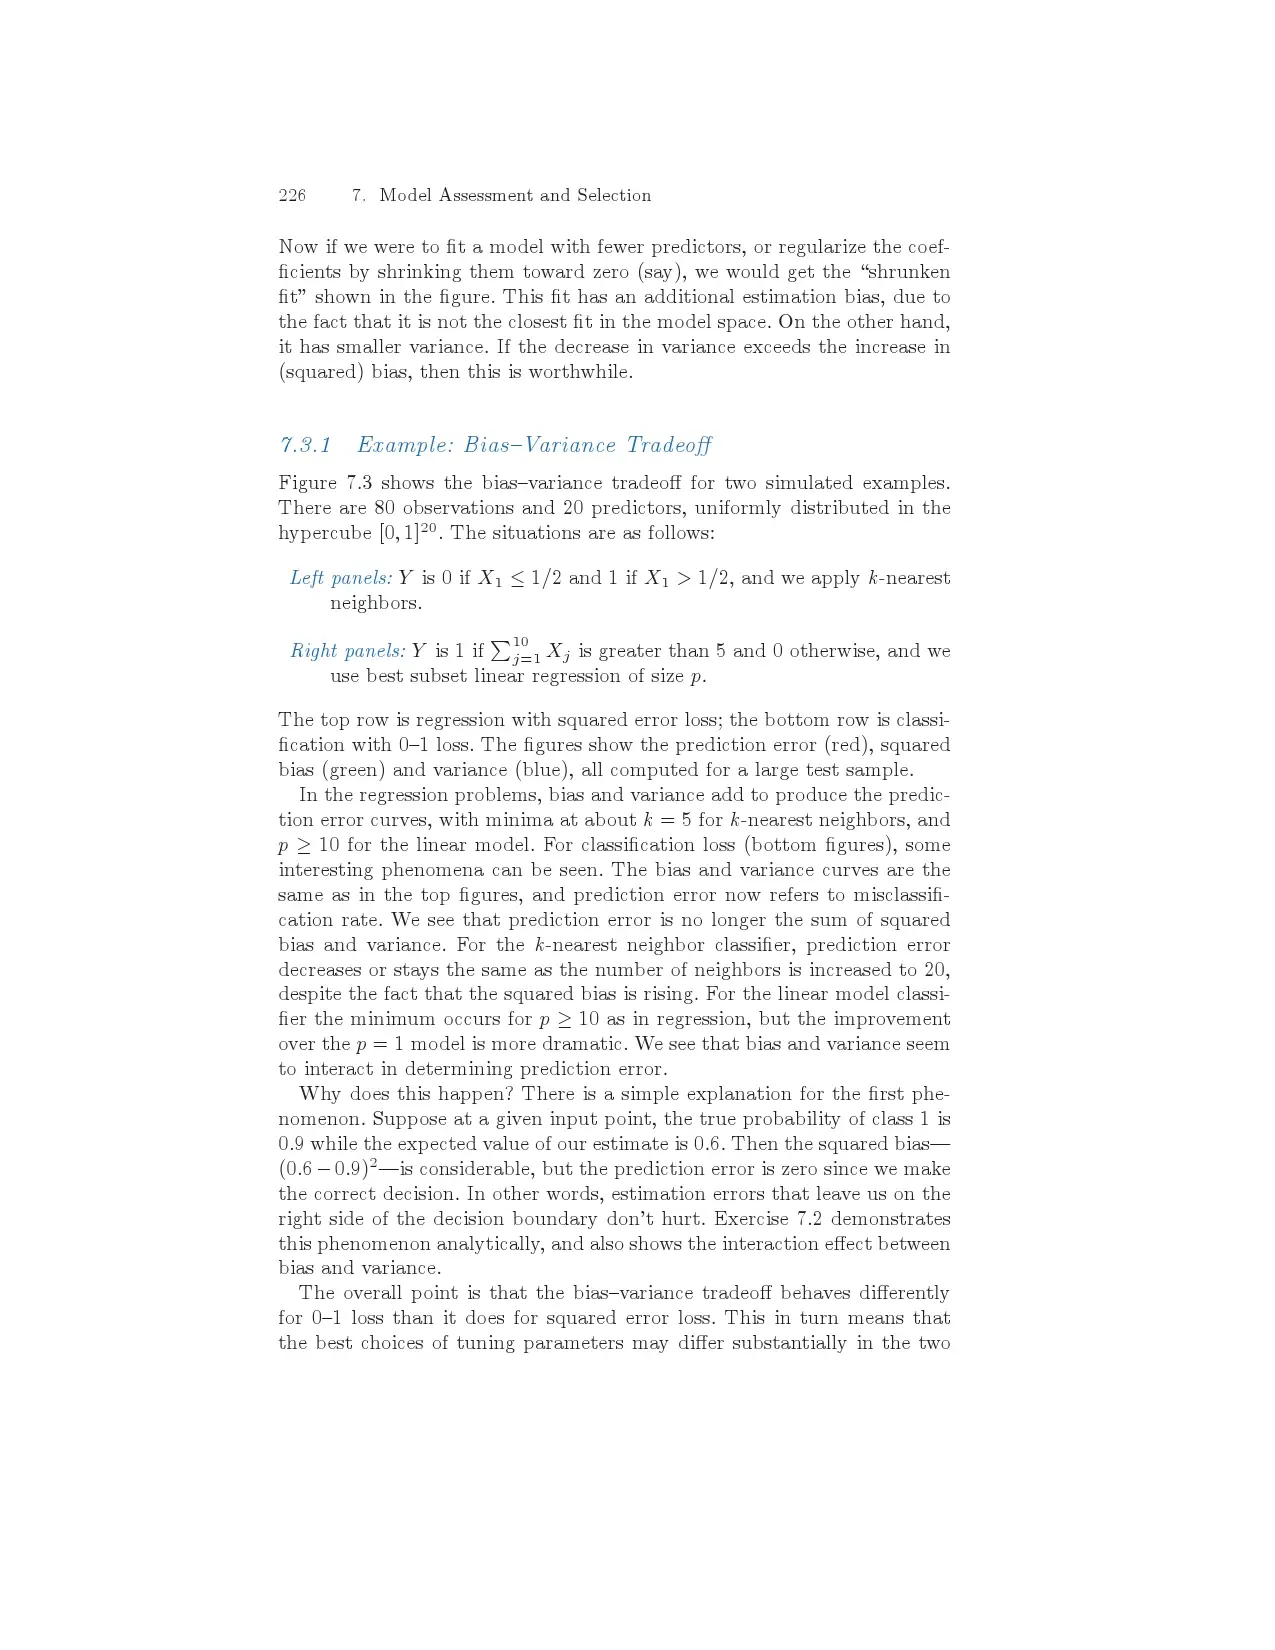 226 7. Model Assessment and Selection
Now if we were to fit a model with fewer predictors, or regularize the coef-
ficients by shrinking them toward zero (say), we would get the “shrunken
fit” shown in the figure. This fit has an additional estimation bias, due to
the fact that it is not the closest fit in the model space. On the other hand,
it has smaller variance. If the decrease in variance exceeds the increase in
(squared) bias, then this is worthwhile.
7.3.1 Example: Bias–Variance Tradeoff
Figure 7.3 shows the bias–variance tradeoff for two simulated examples.
There are 80 observations and 20 predictors, uniformly distributed in the
hypercube [0, 1]²⁰. The situations are as follows:
Left panels: Y is 0 if X₁ ≤ 1/2 and 1 if X₁ > 1/2, and we apply k-nearest
neighbors.
Right panels: Y is 1 if ∑¹⁰ⱼ₌₁ Xⱼ is greater than 5 and 0 otherwise, and we
use best subset linear regression of size p.
The top row is regression with squared error loss; the bottom row is classi-
fication with 0–1 loss. The figures show the prediction error (red), squared
bias (green) and variance (blue), all computed for a large test sample.
In the regression problems, bias and variance add to produce the predic-
tion error curves, with minima at about k = 5 for k-nearest neighbors, and
p ≥ 10 for the linear model. For classification loss (bottom figures), some
interesting phenomena can be seen. The bias and variance curves are the
same as in the top figures, and prediction error now refers to misclassifi-
cation rate. We see that prediction error is no longer the sum of squared
bias and variance. For the k-nearest neighbor classifier, prediction error
decreases or stays the same as the number of neighbors is increased to 20,
despite the fact that the squared bias is rising. For the linear model classi-
fier the minimum occurs for p ≥ 10 as in regression, but the improvement
over the p = 1 model is more dramatic. We see that bias and variance seem
to interact in determining prediction error.
Why does this happen? There is a simple explanation for the first phe-
nomenon. Suppose at a given input point, the true probability of class 1 is
0.9 while the expected value of our estimate is 0.6. Then the squared bias—
(0.6 − 0.9)²—is considerable, but the prediction error is zero since we make
the correct decision. In other words, estimation errors that leave us on the
right side of the decision boundary don’t hurt. Exercise 7.2 demonstrates
this phenomenon analytically, and also shows the interaction effect between
bias and variance.
The overall point is that the bias–variance tradeoff behaves differently
for 0–1 loss than it does for squared error loss. This in turn means that
the best choices of tuning parameters may differ substantially in the two